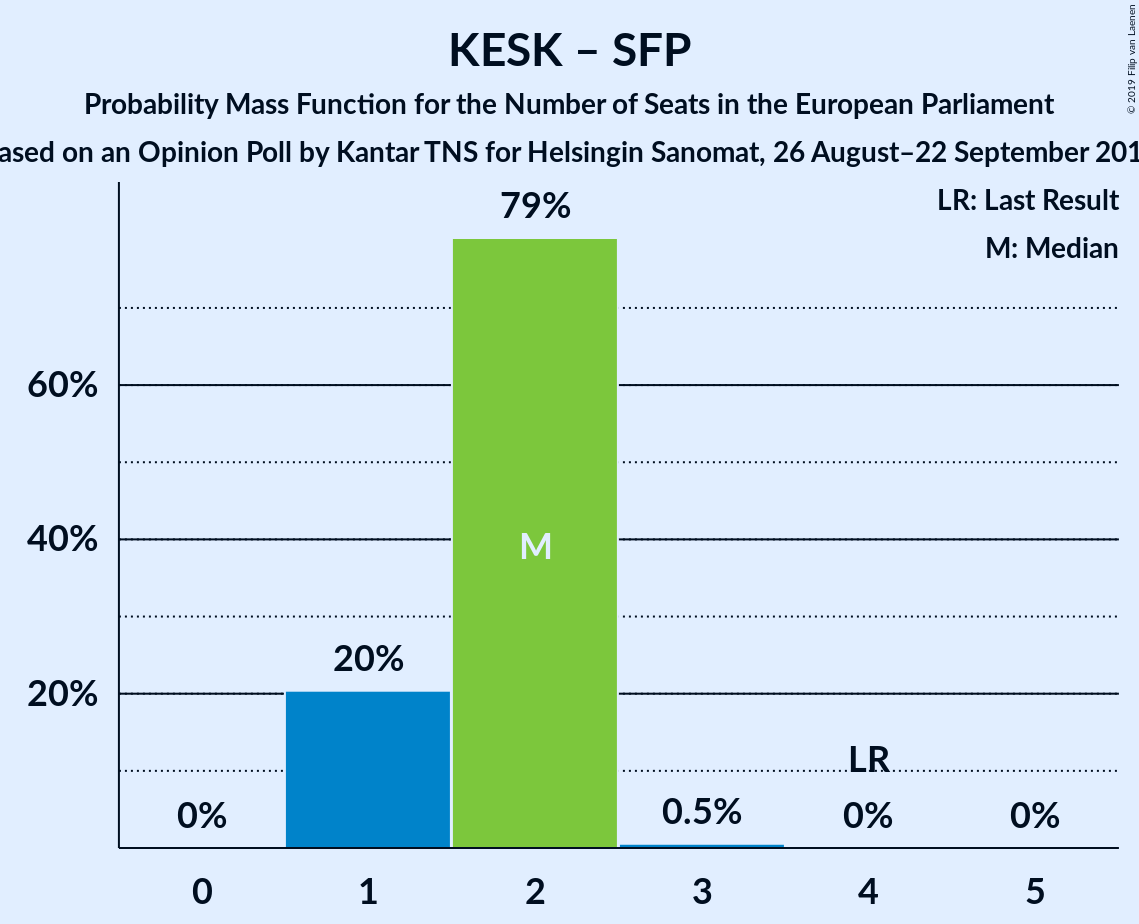 KESK – SFP
Probability Mass Function for the Number of Seats in the European Parliament
ased on an Opinion Poll by Kantar TNS for Helsingin Sanomat, 26 August–22 September 201
© 2019 Filip van Laenen
LR: Last Result
M: Median
79%
60%
M
40%
20%
20%
LR
0%
0.5%
0%
0%
0 1 2 3 4 5